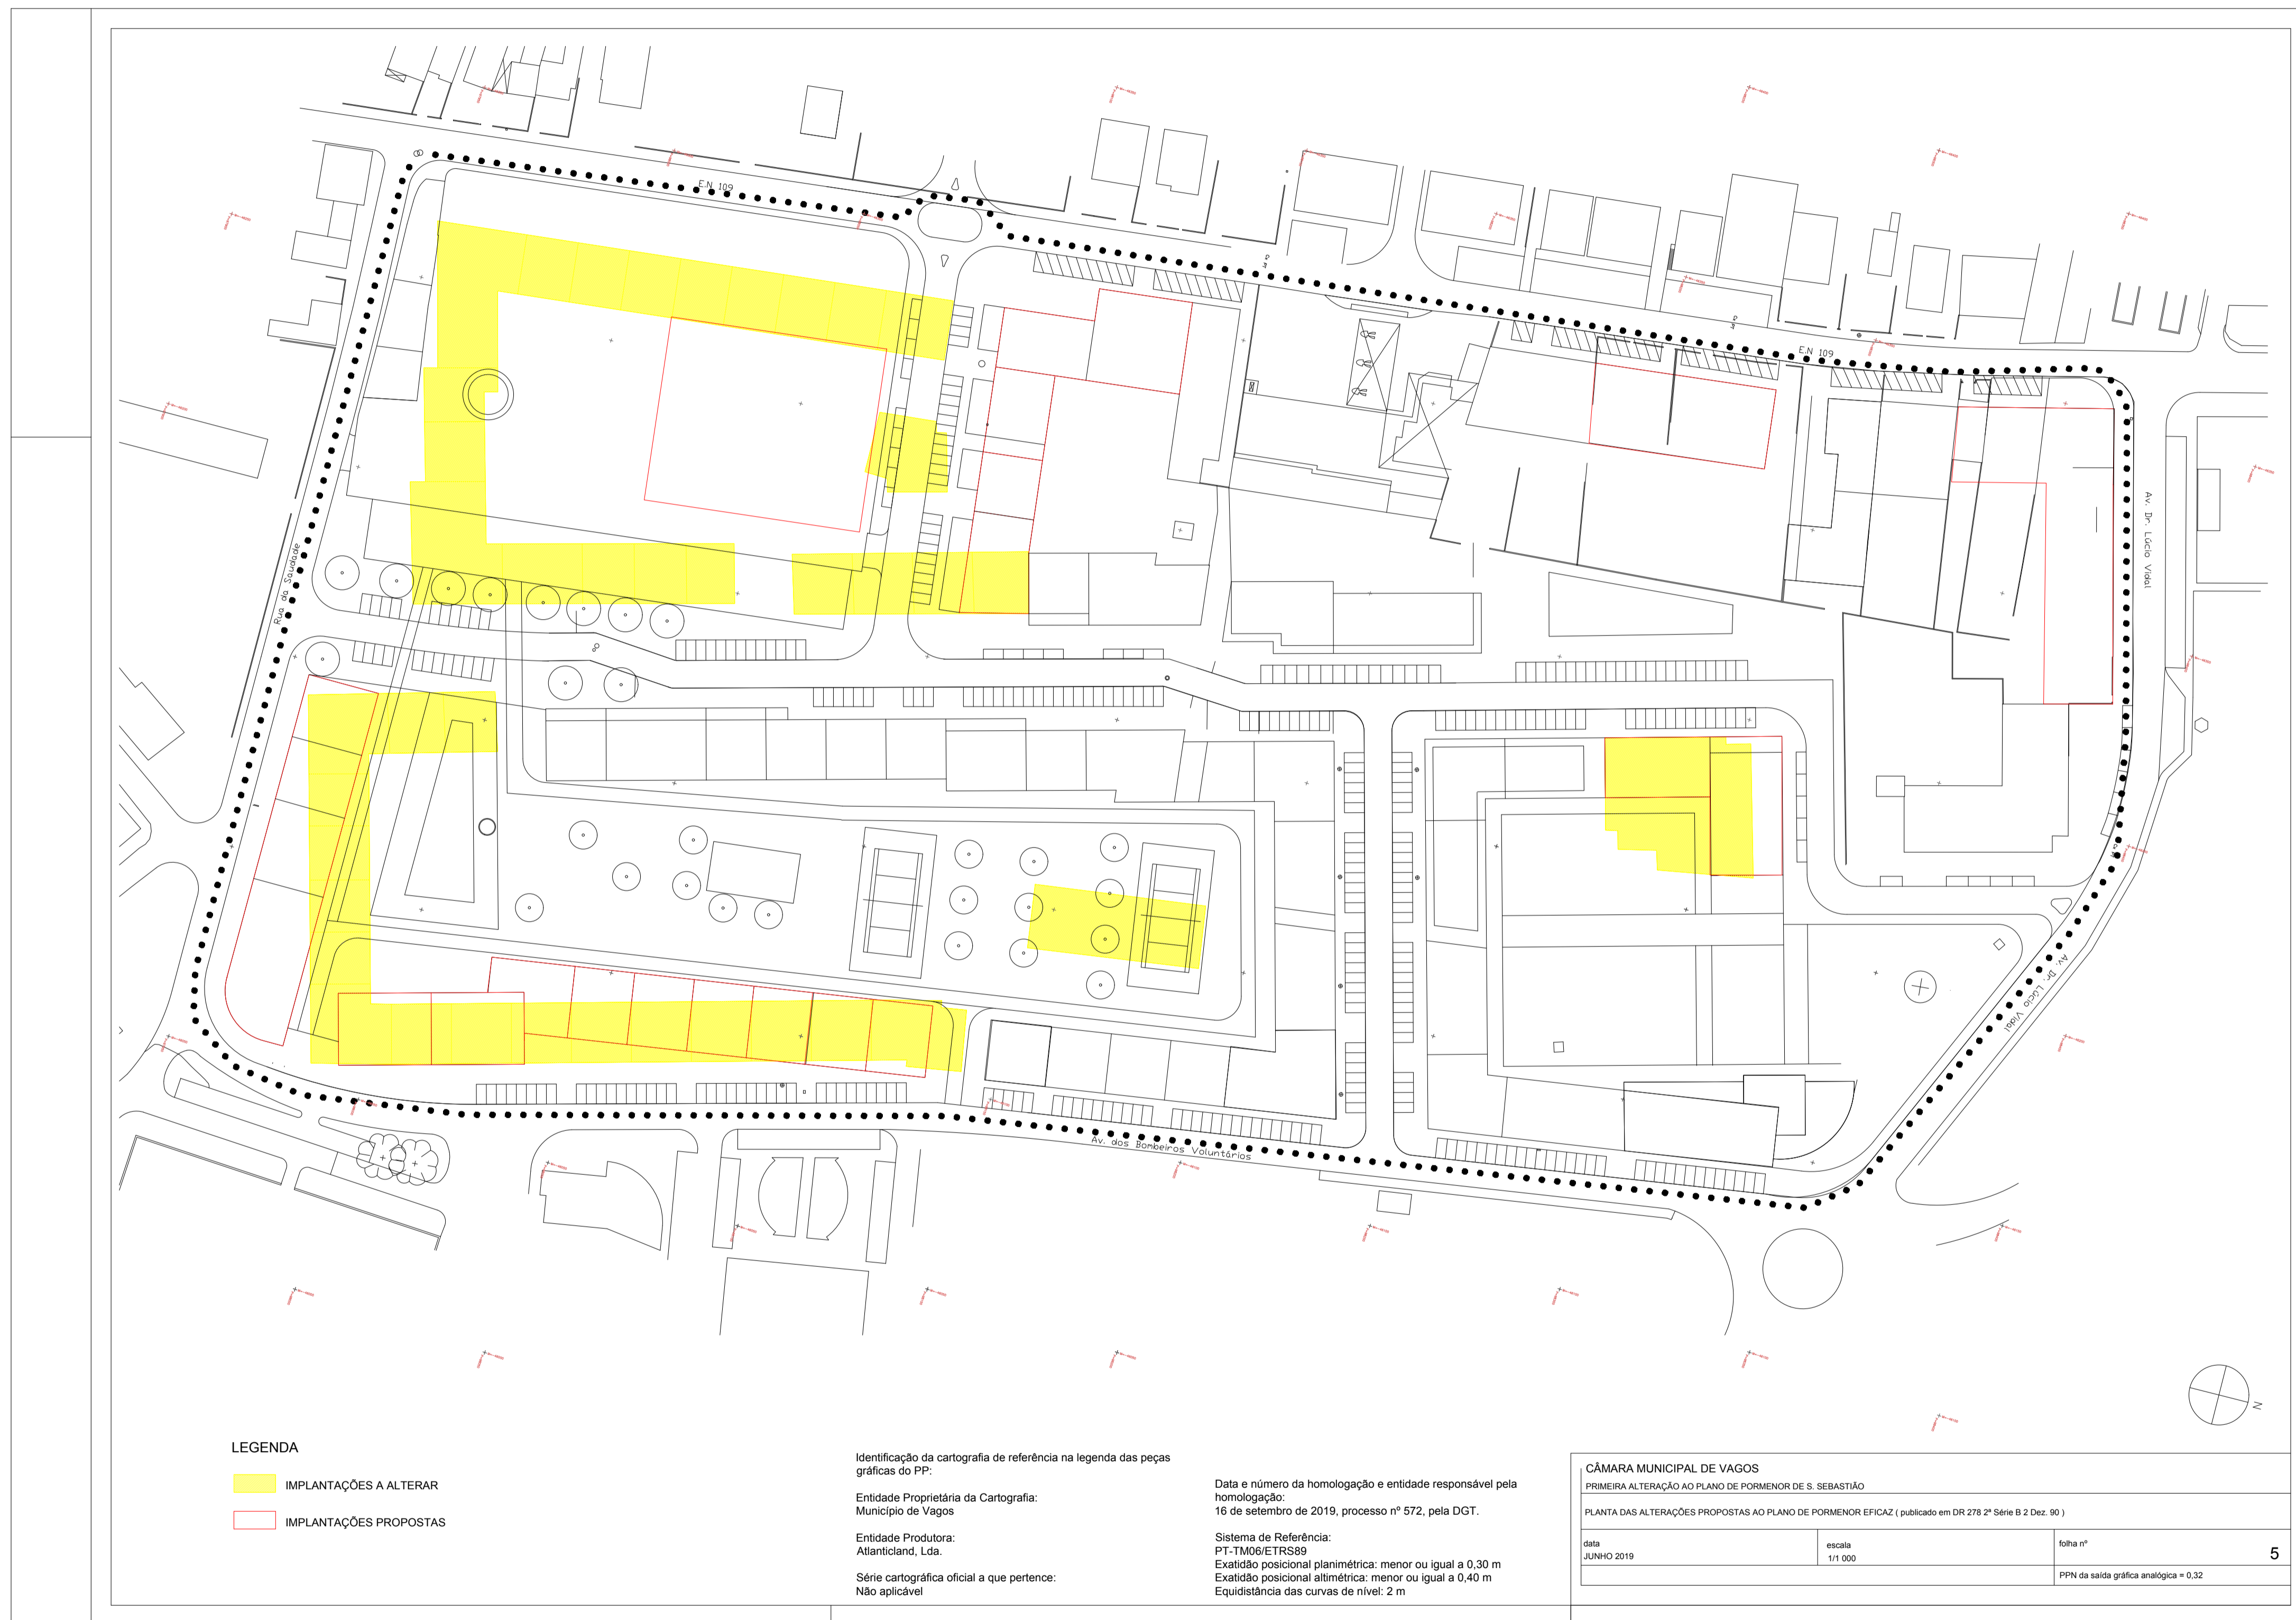 E.N 109
E.N 109
Rua da Saudade
Av. Dr. Lúcio Vidal
Av. Dr. Lúcio Vidal
Av. dos Bombeiros Voluntários
N
LEGENDA
IMPLANTAÇÕES A ALTERAR
IMPLANTAÇÕES PROPOSTAS
Identificação da cartografia de referência na legenda das peças
gráficas do PP:
Entidade Proprietária da Cartografia:
Município de Vagos
Entidade Produtora:
Atlanticland, Lda.
Série cartográfica oficial a que pertence:
Não aplicável
Data e número da homologação e entidade responsável pela
homologação:
16 de setembro de 2019, processo nº 572, pela DGT.
Sistema de Referência:
PT-TM06/ETRS89
Exatidão posicional planimétrica: menor ou igual a 0,30 m
Exatidão posicional altimétrica: menor ou igual a 0,40 m
Equidistância das curvas de nível: 2 m
CÂMARA MUNICIPAL DE VAGOS
PRIMEIRA ALTERAÇÃO AO PLANO DE PORMENOR DE S. SEBASTIÃO
PLANTA DAS ALTERAÇÕES PROPOSTAS AO PLANO DE PORMENOR EFICAZ ( publicado em DR 278 2ª Série B 2 Dez. 90 )
data
JUNHO 2019
escala
1/1 000
folha nº
5
PPN da saída gráfica analógica = 0,32